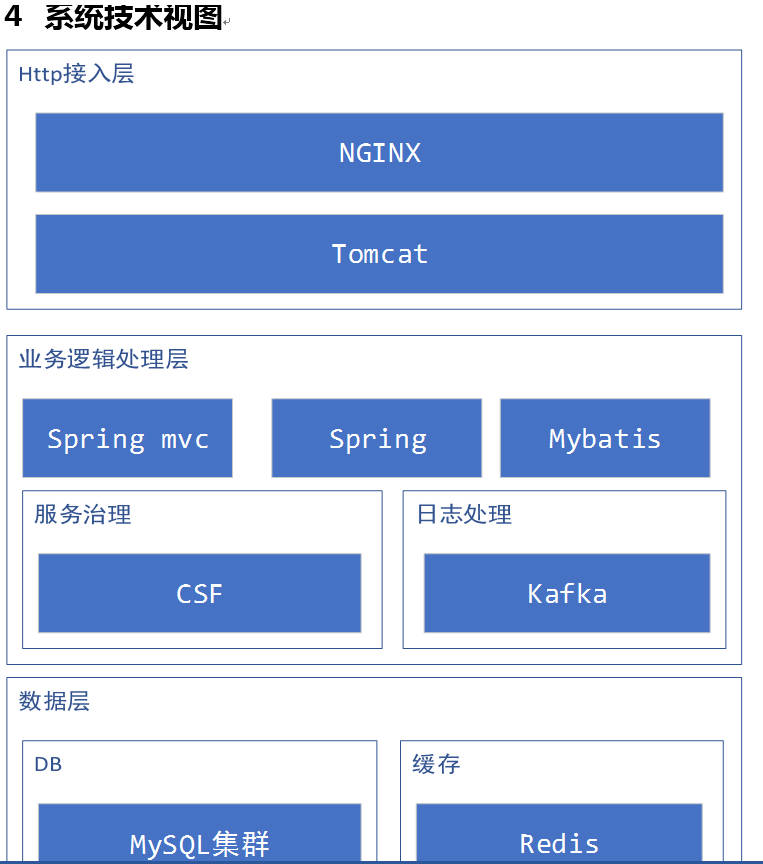 4 系统技术视图
Http接入层
NGINX
Tomcat
业务逻辑处理层
Spring mvc
Spring
Mybatis
服务治理
日志处理
CSF
Kafka
数据层
DB
缓存
MySQL集群
Redis